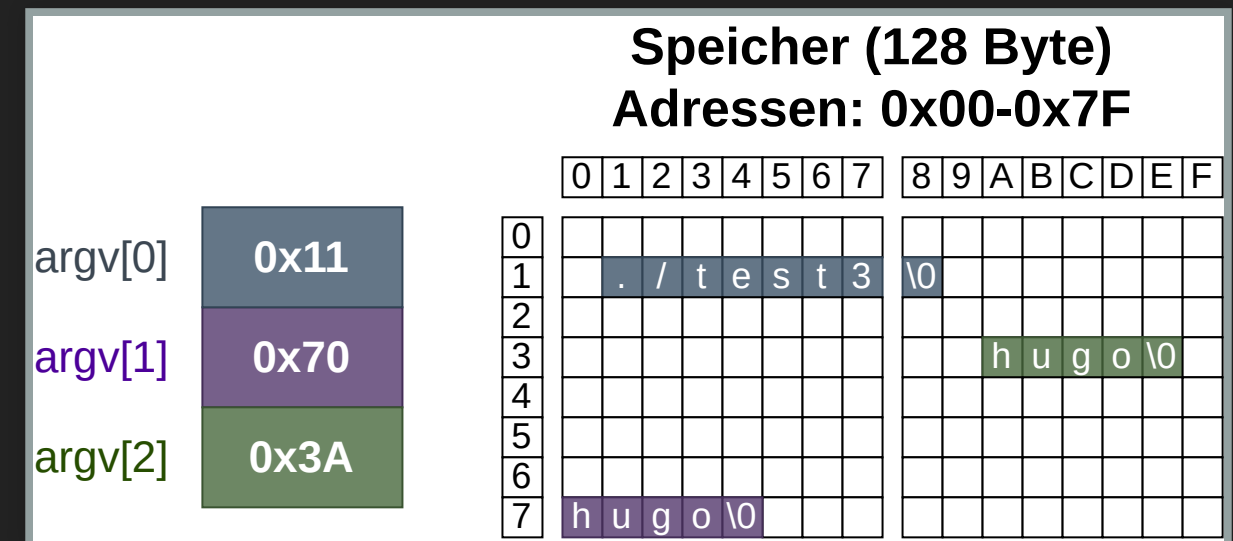 Speicher (128 Byte)
Adressen: 0x00-0x7F
0 1 2 3 4 5 6 7 8 9 A B C D E F
0
argv[0] 0x11
1 . / t e s t 3 \0
2
argv[1] 0x70
3 h u g o \0
4
5
argv[2] 0x3A
6
7 h u g o \0